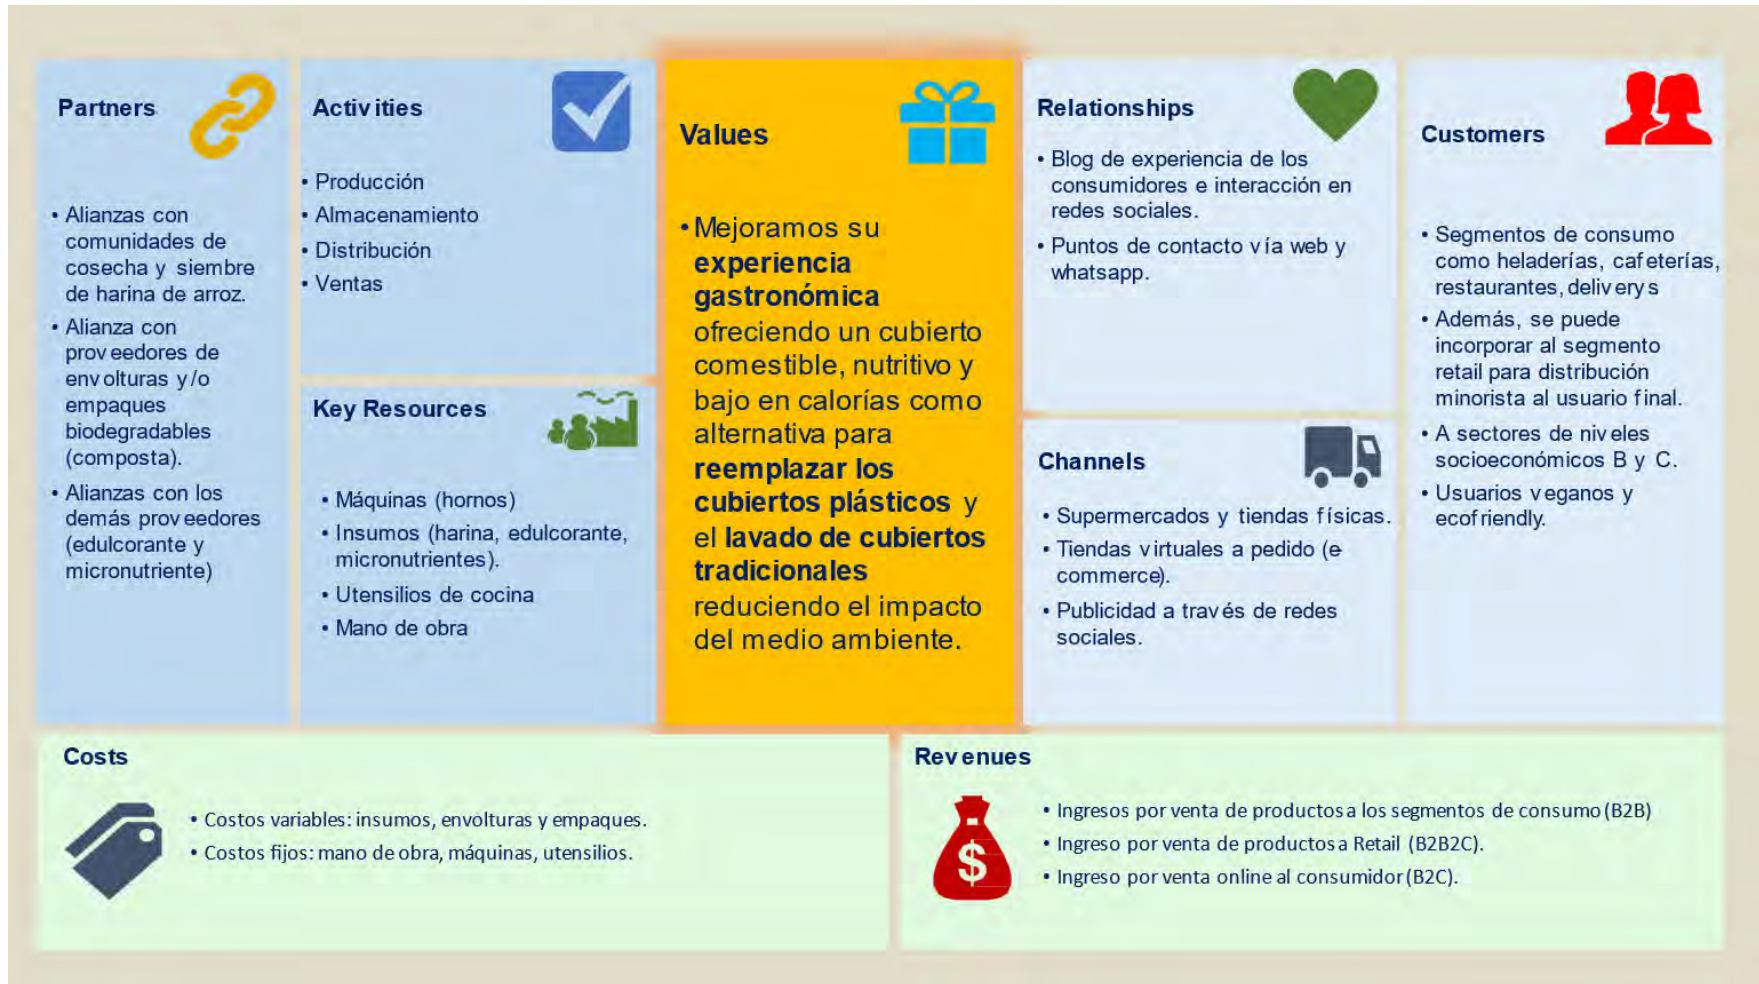 Partners
• Alianzas con
comunidades de
cosecha y siembre
de harina de arroz.
• Alianza con
proveedores de
envolturas y/o
empaques
biodegradables
(composta).
• Alianzas con los
demás proveedores
(edulcorante y
micronutriente)
Activities
• Producción
• Almacenamiento
• Distribución
• Ventas
Key Resources
• Máquinas (hornos)
• Insumos (harina, edulcorante,
micronutrientes).
• Utensilios de cocina
• Mano de obra
Values
• Mejoramos su
experiencia
gastronómica
ofreciendo un cubierto
comestible, nutritivo y
bajo en calorías como
alternativa para
reemplazar los
cubiertos plásticos y
el lavado de cubiertos
tradicionales
reduciendo el impacto
del medio ambiente.
Relationships
• Blog de experiencia de los
consumidores e interacción en
redes sociales.
• Puntos de contacto vía web y
whatsapp.
Channels
• Supermercados y tiendas físicas.
• Tiendas virtuales a pedido (e-
commerce).
• Publicidad a través de redes
sociales.
Customers
• Segmentos de consumo
como heladerías, cafeterías,
restaurantes, deliverys
• Además, se puede
incorporar al segmento
retail para distribución
minorista al usuario final.
• A sectores de niveles
socioeconómicos B y C.
• Usuarios veganos y
ecofriendly.
Costs
• Costos variables: insumos, envolturas y empaques.
• Costos fijos: mano de obra, máquinas, utensilios.
Revenues
$
• Ingresos por venta de productos a los segmentos de consumo (B2B)
• Ingreso por venta de productos a Retail (B2B2C).
• Ingreso por venta online al consumidor (B2C).